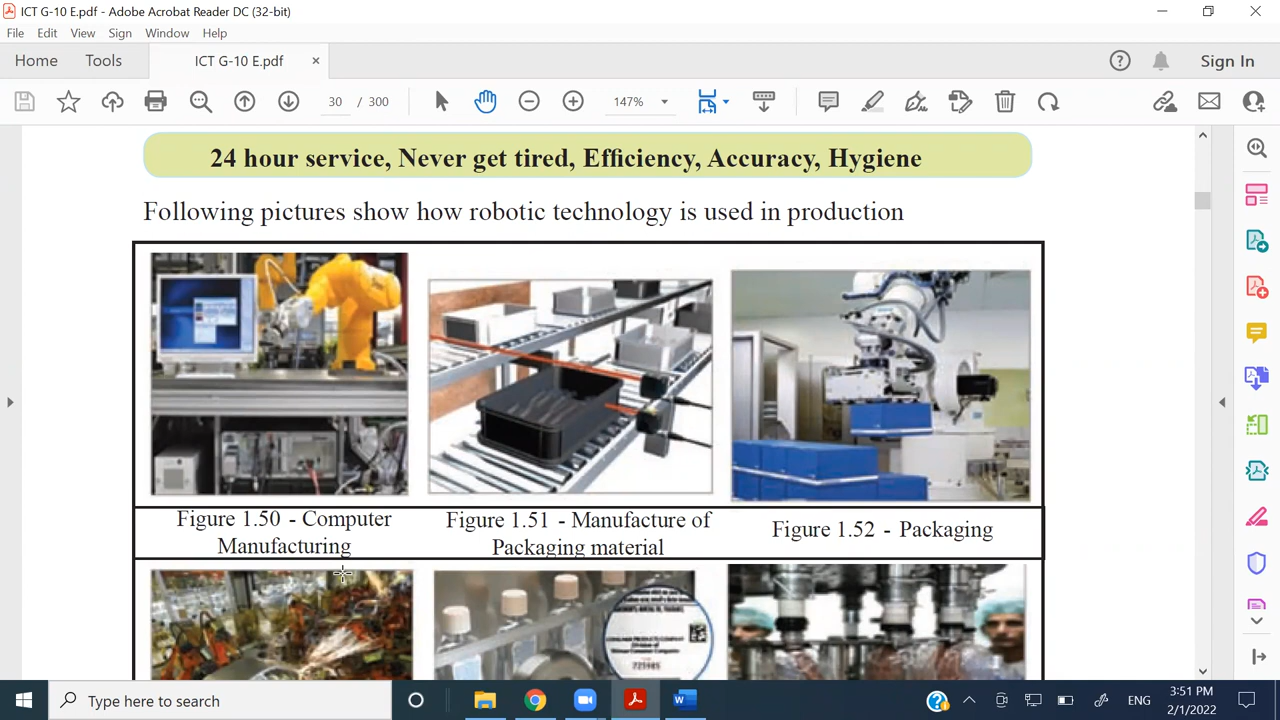 ICT G-10 E.pdf - Adobe Acrobat Reader DC (32-bit)
File Edit View Sign Window Help
Home Tools ICT G-10 E.pdf × Sign In
30 / 300 147%
24 hour service, Never get tired, Efficiency, Accuracy, Hygiene
Following pictures show how robotic technology is used in production
Figure 1.50 - Computer
Manufacturing
Figure 1.51 - Manufacture of
Packaging material
Figure 1.52 - Packaging
725985
Type here to search
ENG
3:51 PM
2/1/2022